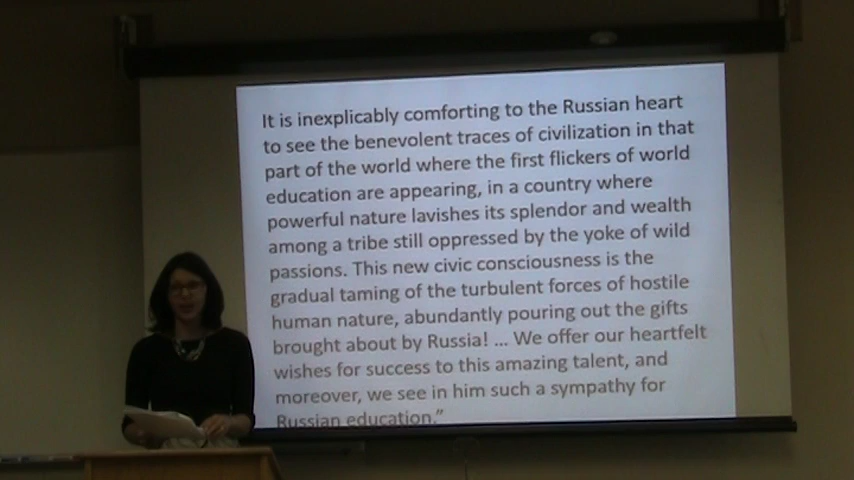 It is inexplicably comforting to the Russian heart
to see the benevolent traces of civilization in that
part of the world where the first flickers of world
education are appearing, in a country where
powerful nature lavishes its splendor and wealth
among a tribe still oppressed by the yoke of wild
passions. This new civic consciousness is the
gradual taming of the turbulent forces of hostile
human nature, abundantly pouring out the gifts
brought about by Russia! ... We offer our heartfelt
wishes for success to this amazing talent, and
moreover, we see in him such a sympathy for
Russian education."